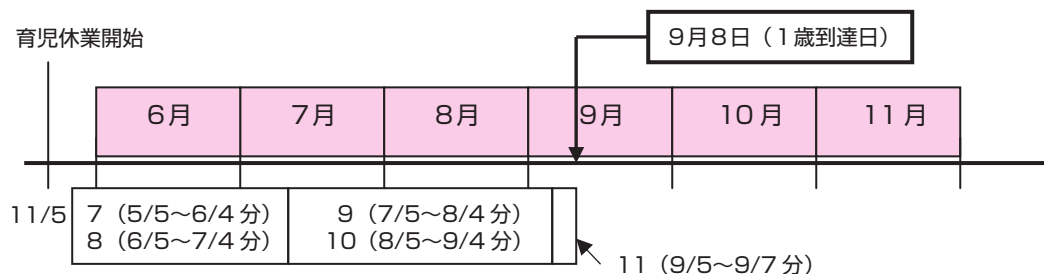 育児休業開始
9月8日（1歳到達日）
6月
7月
8月
9月
10月
11月
11/5
7（5/5～6/4分）
8（6/5～7/4分）
9（7/5～8/4分）
10（8/5～9/4分）
11（9/5～9/7分）